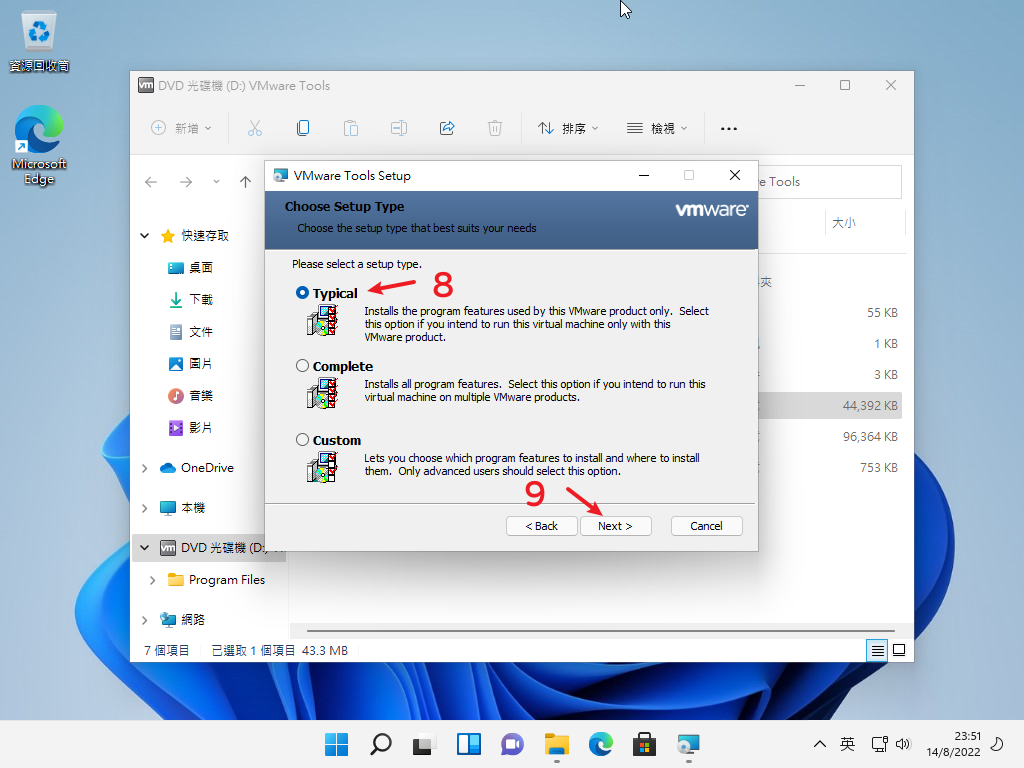 資源回收筒
Microsoft
Edge
vm DVD 光碟機 (D:) VMware Tools
新增
排序
檢視
e Tools
大小
快速存取
桌面
下載
文件
圖片
音樂
影片
OneDrive
本機
vm DVD 光碟機 (D:)
Program Files
網路
夾
55 KB
1 KB
3 KB
44,392 KB
96,364 KB
753 KB
VMware Tools Setup
Choose Setup Type
vmware
Choose the setup type that best suits your needs
Please select a setup type.
8
Typical
Installs the program features used by this VMware product only. Select
this option if you intend to run this virtual machine only with this
VMware product.
Complete
Installs all program features. Select this option if you intend to run this
virtual machine on multiple VMware products.
Custom
Lets you choose which program features to install and where to install
them. Only advanced users should select this option.
9
< Back
Next >
Cancel
7 個項目
已選取 1 個項目 43.3 MB
英
23:51
14/8/2022